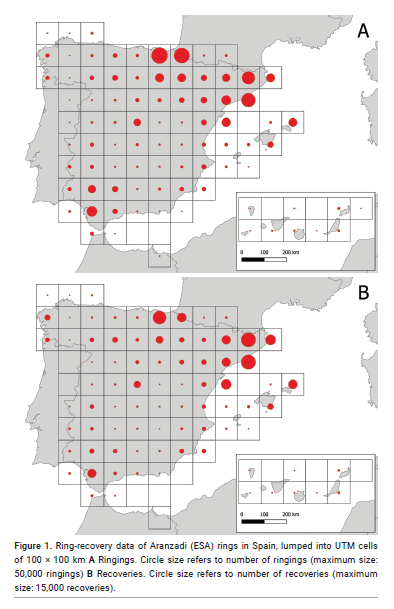 A
0 100 200 km
B
0 100 200 km
Figure 1. Ring-recovery data of Aranzadi (ESA) rings in Spain, lumped into UTM cells
of 100 × 100 km A Ringings. Circle size refers to number of ringings (maximum size:
50,000 ringings) B Recoveries. Circle size refers to number of recoveries (maximum
size: 15,000 recoveries).